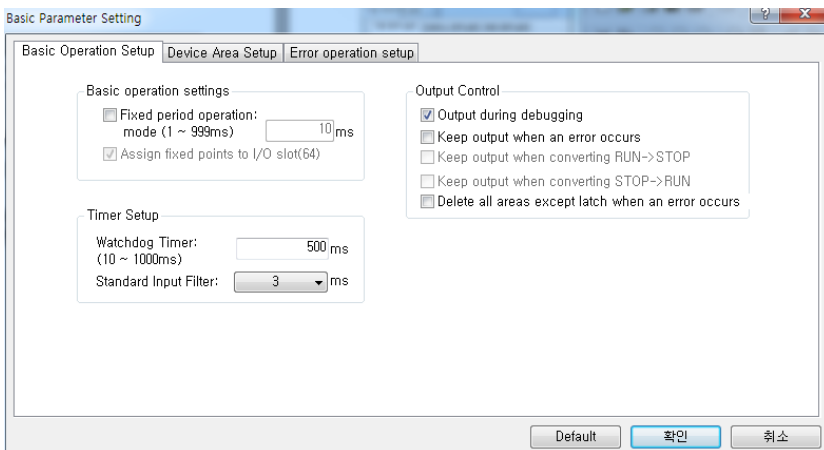 Basic Parameter Setting
Basic Operation Setup
Device Area Setup
Error operation setup
Basic operation settings
Fixed period operation:
mode (1 ~ 999ms)
10 ms
Assign fixed points to I/O slot(64)
Timer Setup
Watchdog Timer:
500 ms
(10 ~ 1000ms)
Standard Input Filter:
3
ms
Output Control
Output during debugging
Keep output when an error occurs
Keep output when converting RUN->STOP
Keep output when converting STOP->RUN
Delete all areas except latch when an error occurs
Default
확인
취소